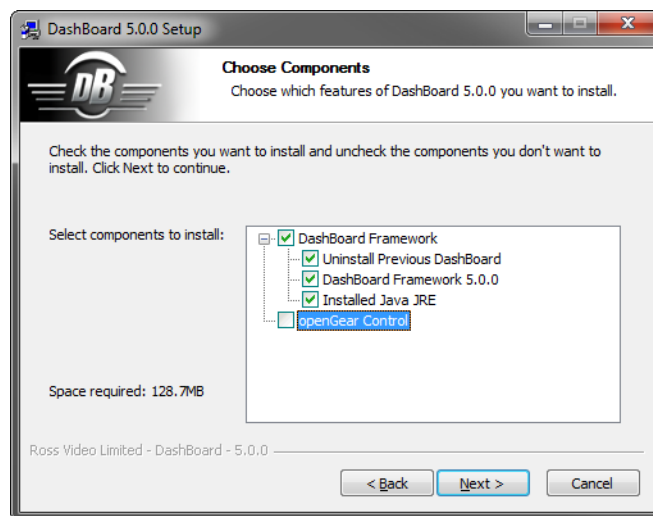 DashBoard 5.0.0 Setup
DB
Choose Components
Choose which features of DashBoard 5.0.0 you want to install.
Check the components you want to install and uncheck the components you don't want to
install. Click Next to continue.
Select components to install:
DashBoard Framework
Uninstall Previous DashBoard
DashBoard Framework 5.0.0
Installed Java JRE
openGear Control
Space required: 128.7MB
Ross Video Limited - DashBoard - 5.0.0
< Back
Next >
Cancel